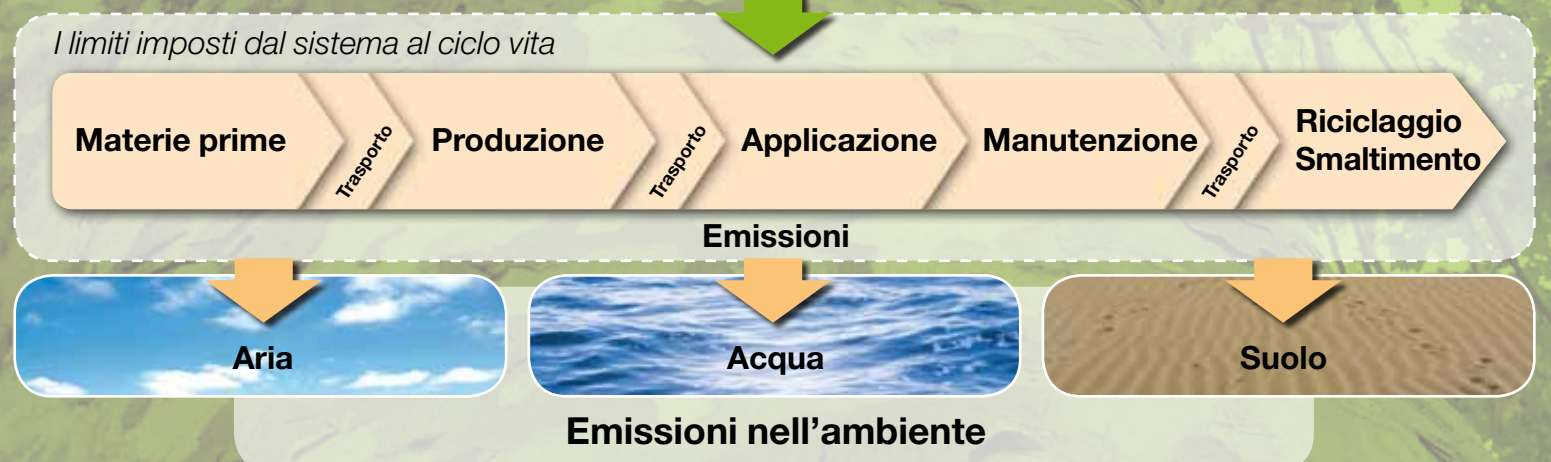 I limiti imposti dal sistema al ciclo vita
Materie prime
Trasporto
Produzione
Trasporto
Applicazione
Manutenzione
Trasporto
Riciclaggio
Smaltimento
Emissioni
Aria
Acqua
Suolo
Emissioni nell'ambiente